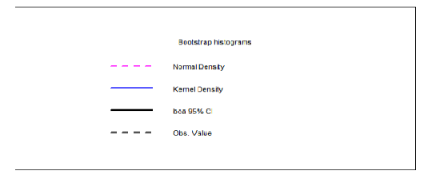 Bootstrap histograms
Normal Density
Kernel Density
bca 95% CI
Obs. Value